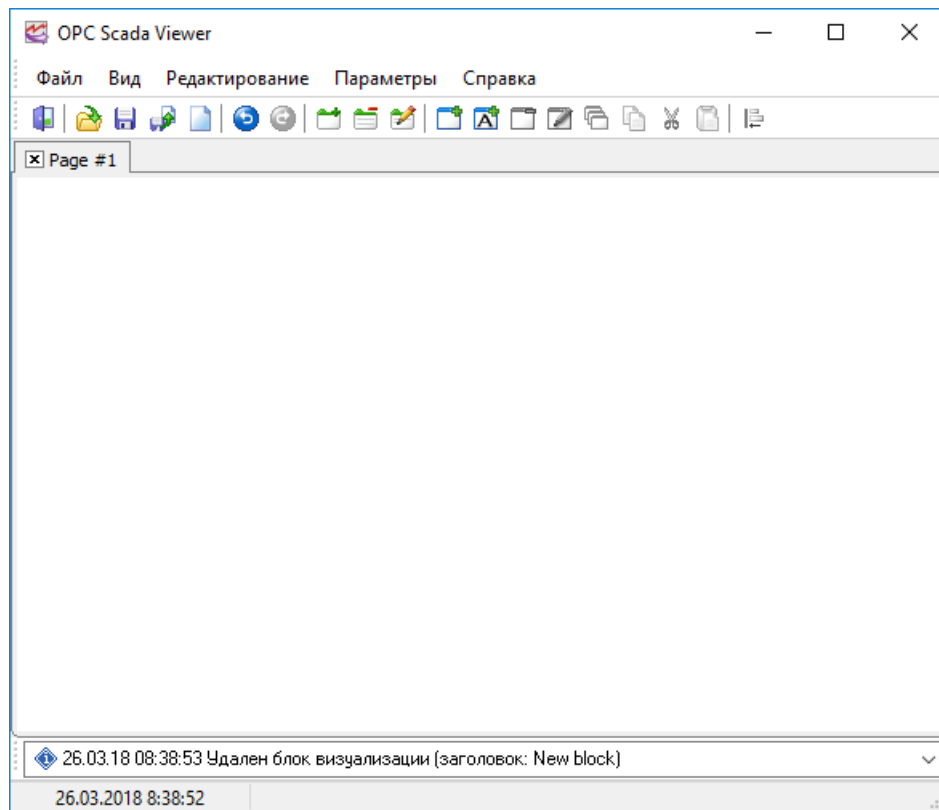 OPC Scada Viewer
Файл Вид Редактирование Параметры Справка
Page #1
26.03.18 08:38:53 Удален блок визуализации (заголовок: New block)
26.03.2018 8:38:52